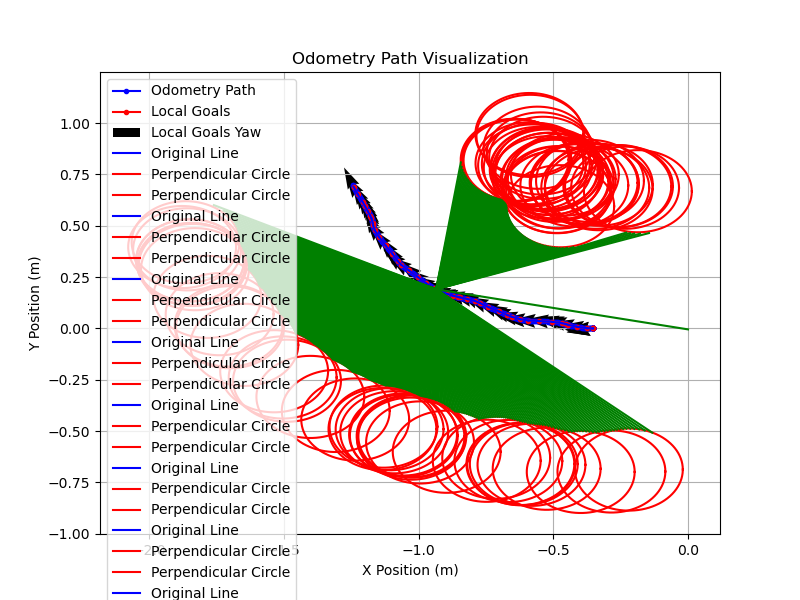 Odometry Path Visualization
Y Position (m)
1.00
0.75
0.50
0.25
0.00
−0.25
−0.50
−0.75
−1.00
Odometry Path
Local Goals
Local Goals Yaw
Original Line
Perpendicular Circle
Perpendicular Circle
Original Line
Perpendicular Circle
Perpendicular Circle
Original Line
Perpendicular Circle
Perpendicular Circle
Original Line
Perpendicular Circle
Perpendicular Circle
Original Line
Perpendicular Circle
Perpendicular Circle
Original Line
Perpendicular Circle
Perpendicular Circle
Original Line
Perpendicular Circle
Perpendicular Circle
Original Line
−1.0 −0.5 0.0
X Position (m)